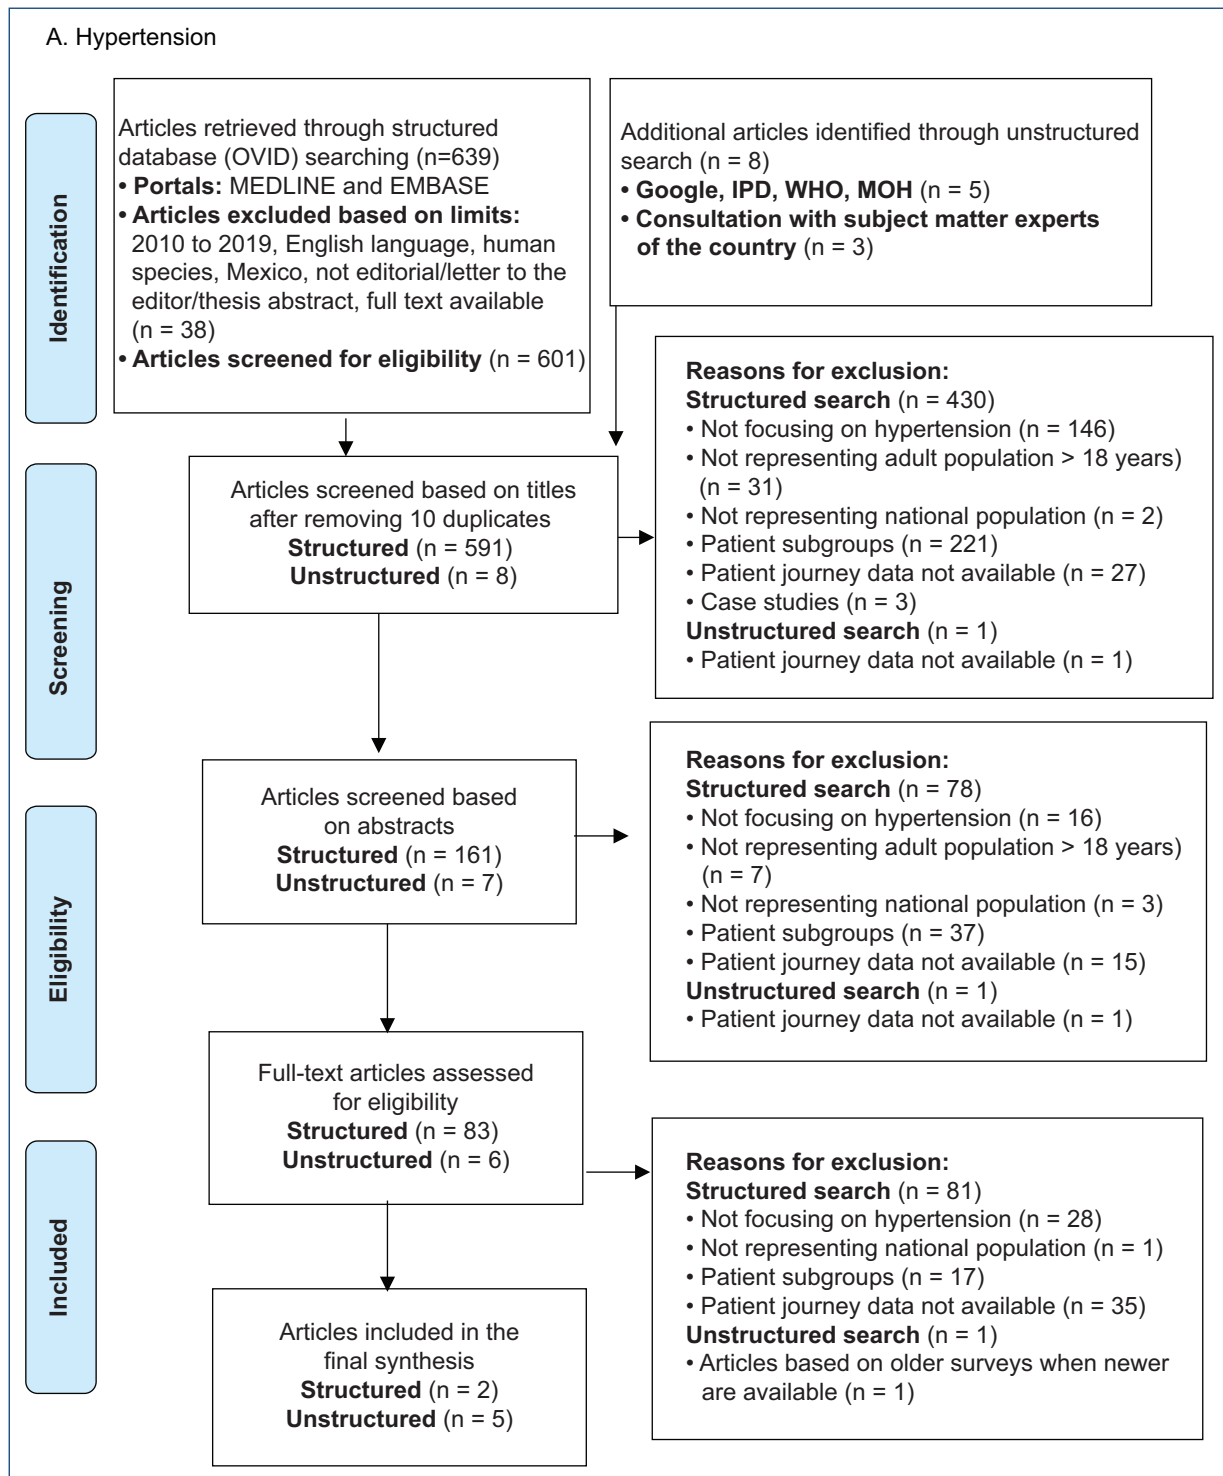 A. Hypertension
Identification
Articles retrieved through structured
database (OVID) searching (n=639)
• Portals: MEDLINE and EMBASE
• Articles excluded based on limits:
2010 to 2019, English language, human
species, Mexico, not editorial/letter to the
editor/thesis abstract, full text available
(n = 38)
• Articles screened for eligibility (n = 601)
Additional articles identified through unstructured
search (n = 8)
• Google, IPD, WHO, MOH (n = 5)
• Consultation with subject matter experts
of the country (n = 3)
Screening
Articles screened based on titles
after removing 10 duplicates
Structured (n = 591)
Unstructured (n = 8)
Reasons for exclusion:
Structured search (n = 430)
• Not focusing on hypertension (n = 146)
• Not representing adult population > 18 years)
(n = 31)
• Not representing national population (n = 2)
• Patient subgroups (n = 221)
• Patient journey data not available (n = 27)
• Case studies (n = 3)
Unstructured search (n = 1)
• Patient journey data not available (n = 1)
Eligibility
Articles screened based
on abstracts
Structured (n = 161)
Unstructured (n = 7)
Reasons for exclusion:
Structured search (n = 78)
• Not focusing on hypertension (n = 16)
• Not representing adult population > 18 years)
(n = 7)
• Not representing national population (n = 3)
• Patient subgroups (n = 37)
• Patient journey data not available (n = 15)
Unstructured search (n = 1)
• Patient journey data not available (n = 1)
Full-text articles assessed
for eligibility
Structured (n = 83)
Unstructured (n = 6)
Reasons for exclusion:
Structured search (n = 81)
• Not focusing on hypertension (n = 28)
• Not representing national population (n = 1)
• Patient subgroups (n = 17)
• Patient journey data not available (n = 35)
Unstructured search (n = 1)
• Articles based on older surveys when newer
are available (n = 1)
Included
Articles included in the
final synthesis
Structured (n = 2)
Unstructured (n = 5)